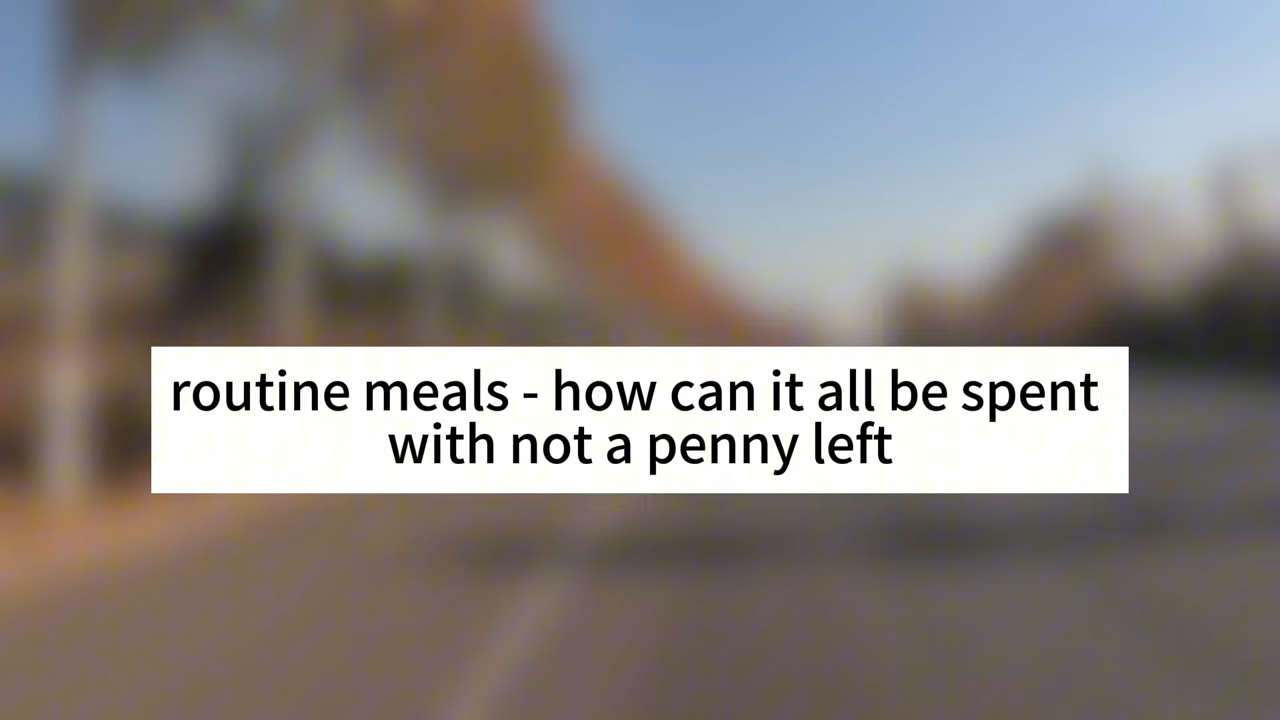 routine meals - how can it all be spent
with not a penny left